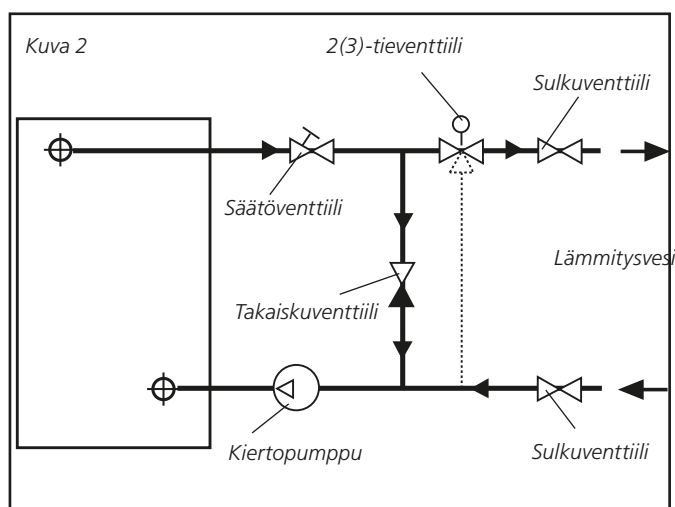 Kuva 2
2(3)-tieventtiili
Sulkuventtiili
Säätöventtiili
Lämmitysvesi
Takaiskuventtiili
Kiertopumppu
Sulkuventtiili